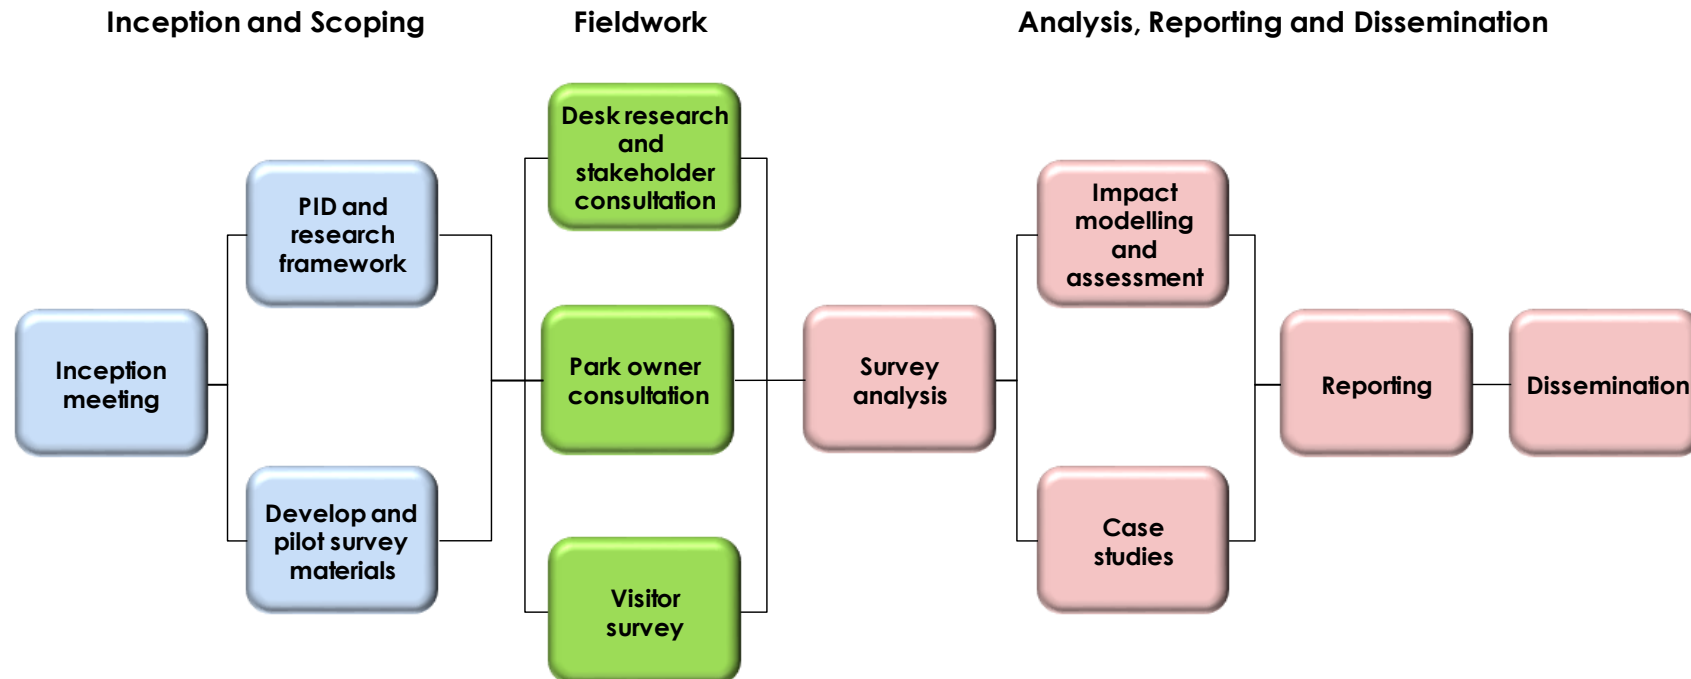 Inception and Scoping
Fieldwork
Analysis, Reporting and Dissemination
Inception
meeting
PID and
research
framework
Develop and
pilot survey
materials
Desk research
and
stakeholder
consultation
Park owner
consultation
Visitor
survey
Survey
analysis
Impact
modelling
and
assessment
Case
studies
Reporting
Dissemination